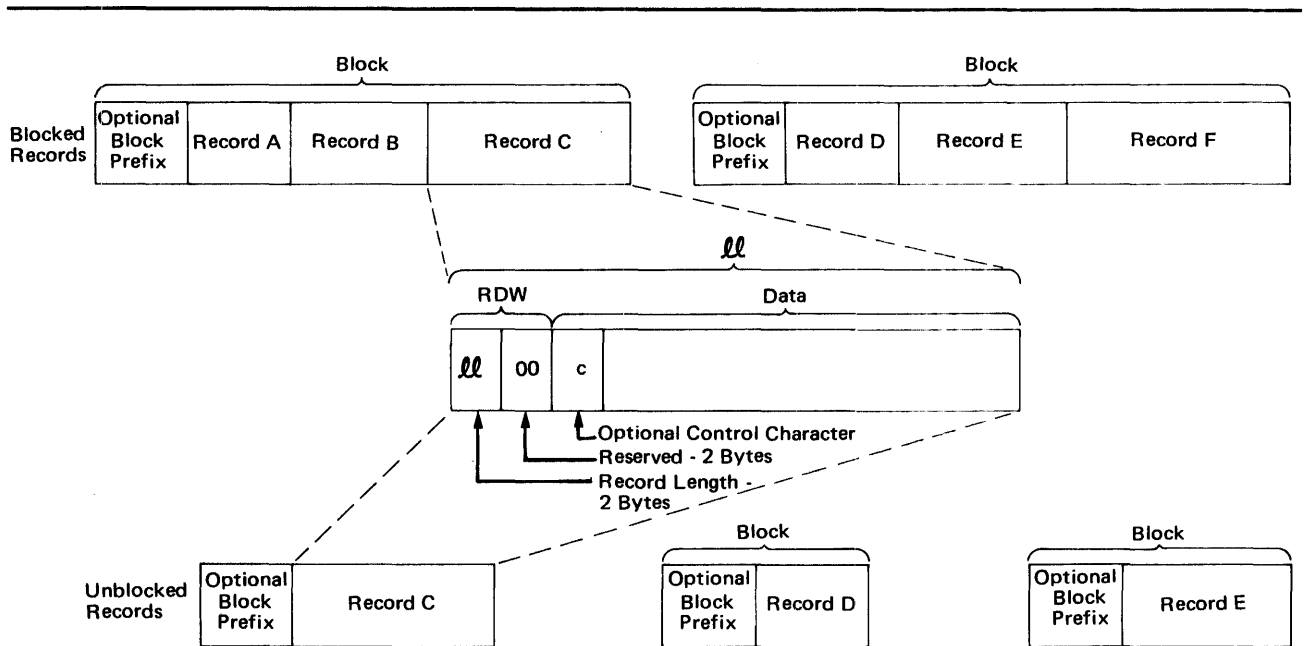 Block
Block
Blocked
Records
Optional
Block
Prefix
Record A
Record B
Record C
Optional
Block
Prefix
Record D
Record E
Record F
ll
RDW
Data
ll
00
c
Optional Control Character
Reserved - 2 Bytes
Record Length -
2 Bytes
Block
Block
Unblocked
Records
Optional
Block
Prefix
Record C
Optional
Block
Prefix
Record D
Optional
Block
Prefix
Record E